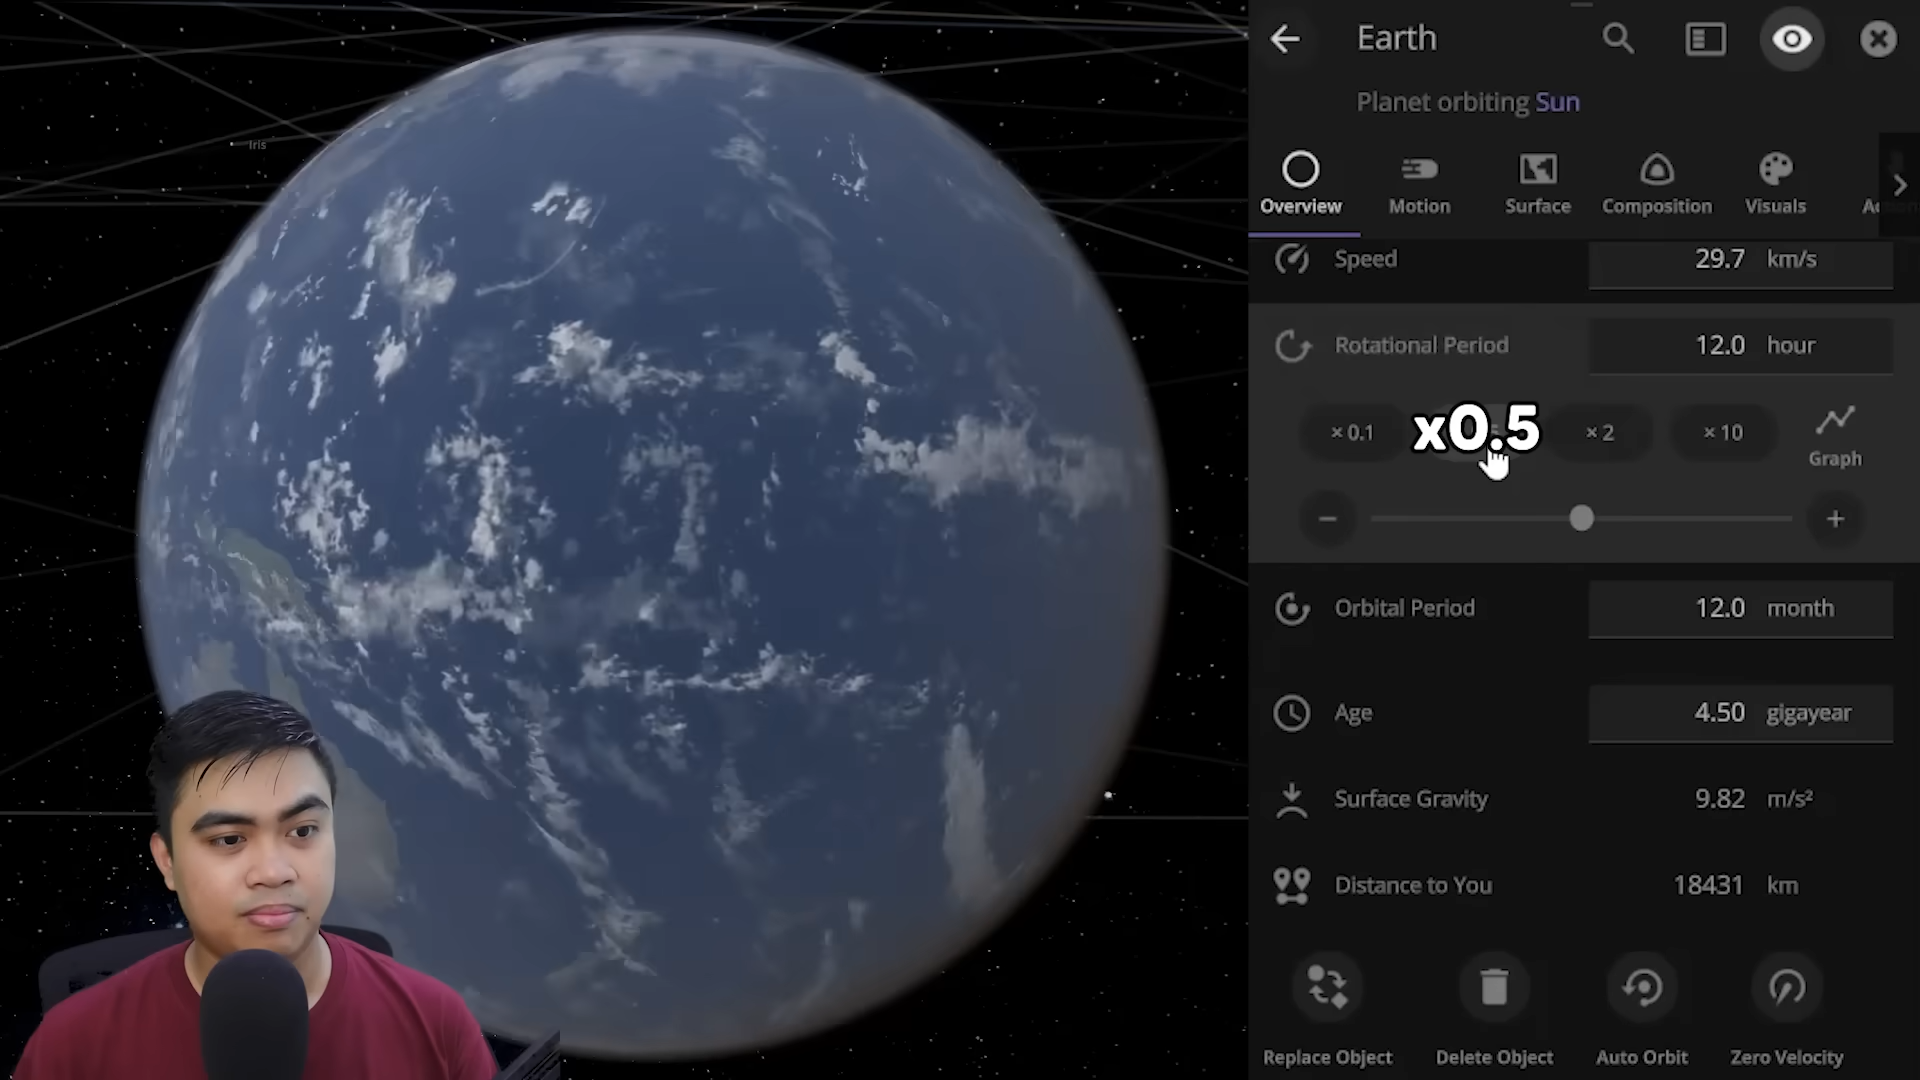 Earth
Planet orbiting Sun
Overview
Motion
Surface
Composition
Visuals
Iris
Speed 29.7 km/s
Rotational Period 12.0 hour
× 0.1
x0.5
× 2
× 10
Graph
Orbital Period 12.0 month
Age 4.50 gigayear
Surface Gravity 9.82 m/s²
Distance to You 18431 km
Replace Object
Delete Object
Auto Orbit
Zero Velocity